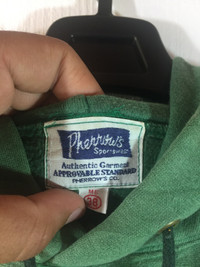 Pherrow's
Sportswear
Authentic Garment
APPROVABLE STANDARD
PHERROW'S CO.
38